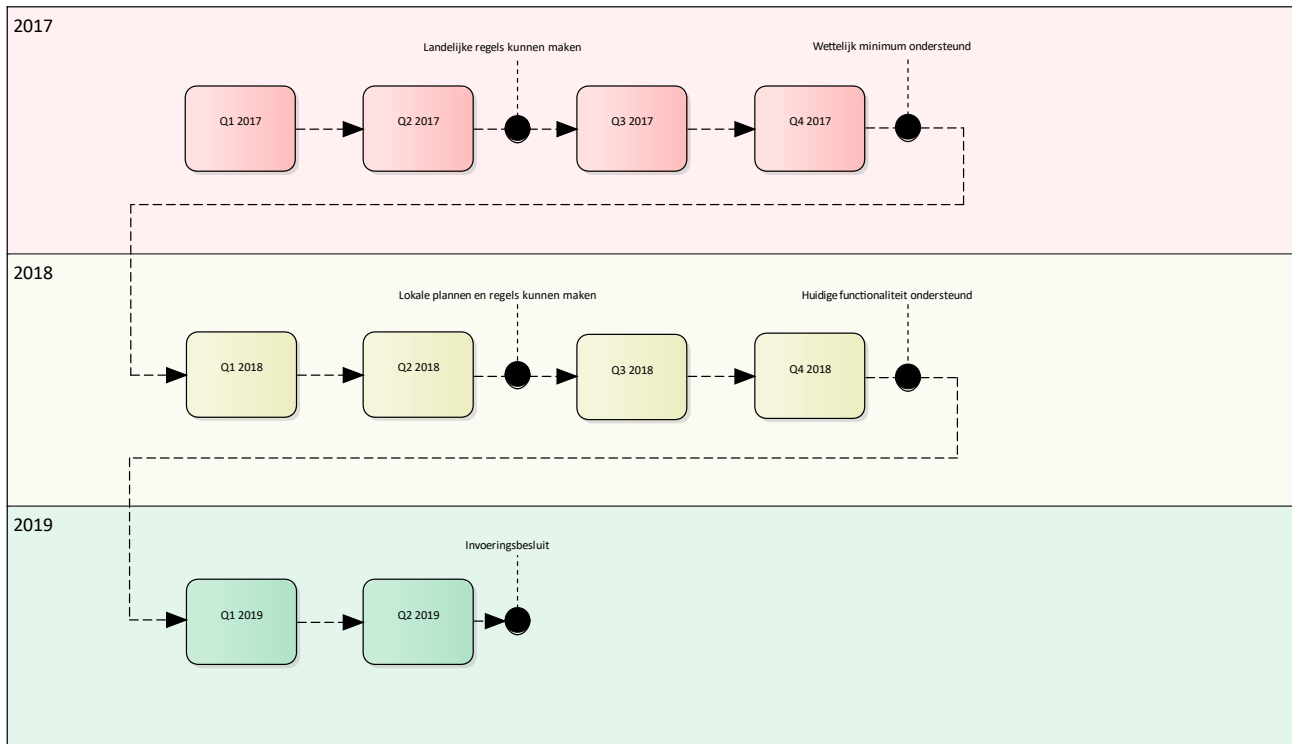 2017
Landelijke regels kunnen maken
Wettelijk minimum ondersteund
Q1 2017
Q2 2017
Q3 2017
Q4 2017
2018
Lokale plannen en regels kunnen maken
Huidige functionaliteit ondersteund
Q1 2018
Q2 2018
Q3 2018
Q4 2018
2019
Invoeringsbesluit
Q1 2019
Q2 2019